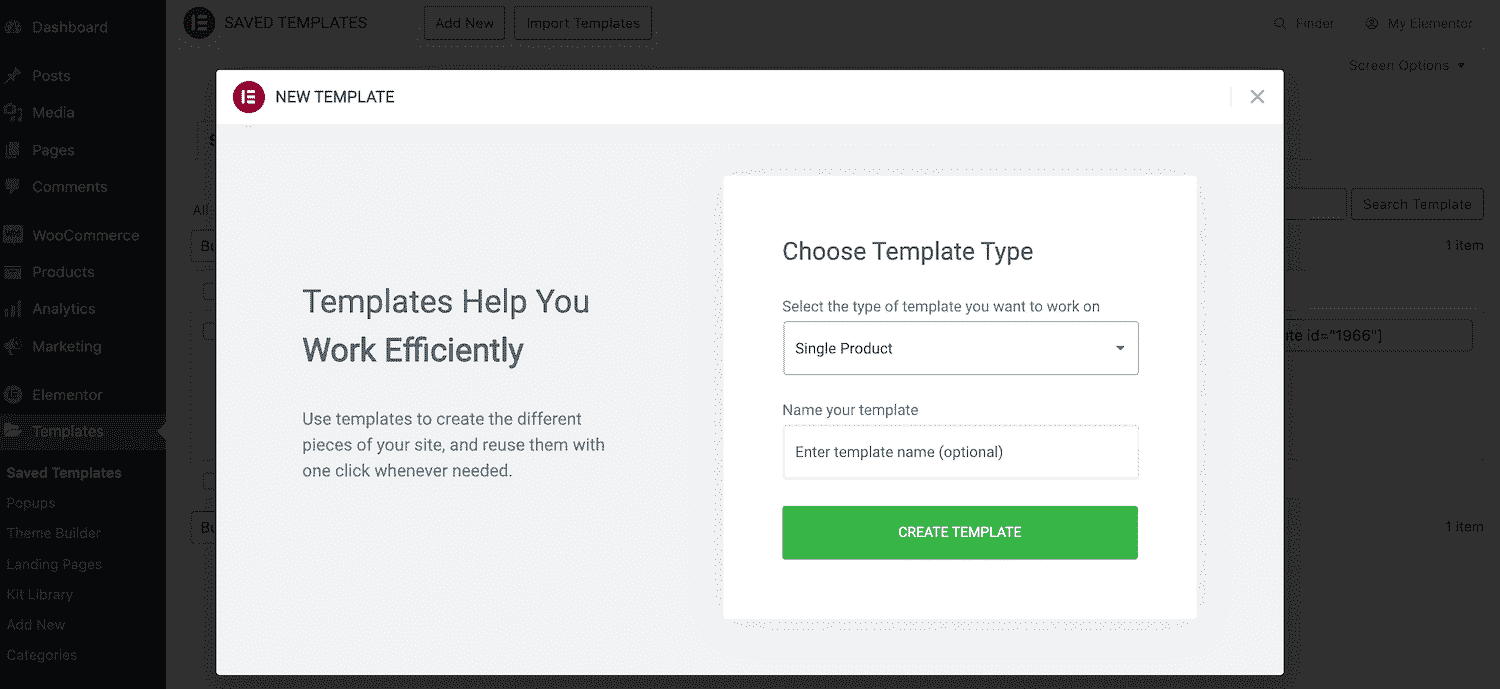 Dashboard
Posts
Media
Pages
Comments
WooCommerce
Products
Analytics
Marketing
Elementor
Templates
Saved Templates
Popups
Theme Builder
Landing Pages
Kit Library
Add New
Categories
SAVED TEMPLATES
Add New
Import Templates
Finder
My Elementor
Screen Options
Search Template
1 item
id="1966"]
1 item
NEW TEMPLATE
Templates Help You
Work Efficiently
Use templates to create the different
pieces of your site, and reuse them with
one click whenever needed.
Choose Template Type
Select the type of template you want to work on
Single Product
Name your template
Enter template name (optional)
CREATE TEMPLATE